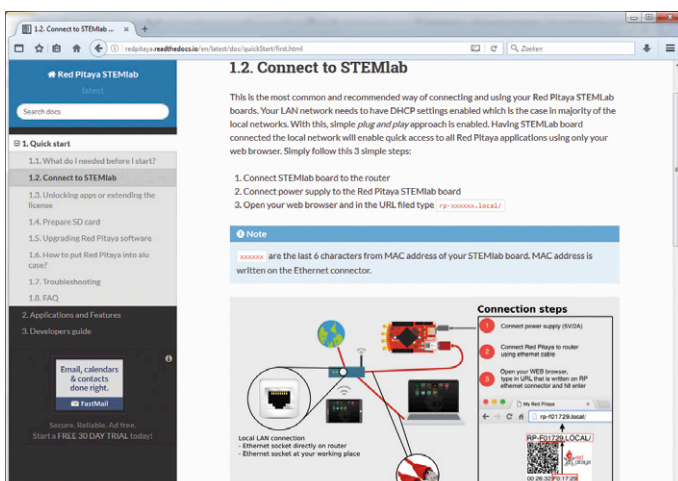 1.2. Connect to STEMlab ...
redpitaya.readthedocs.io/en/latest/doc/quickStart/first.html
Zoeken
Red Pitaya STEMlab
latest
Search docs
1. Quick start
1.1. What do I needed before I start?
1.2. Connect to STEMlab
1.3. Unlocking apps or extending the
license
1.4. Prepare SD card
1.5. Upgrading Red Pitaya software
1.6. How to put Red Pitaya into alu
case?
1.7. Troubleshooting
1.8. FAQ
2. Applications and Features
3. Developers guide
Email, calendars
& contacts
done right.
FastMail
Secure. Reliable. Ad free.
Start a FREE 30 DAY TRIAL today!
1.2. Connect to STEMlab
This is the most common and recommended way of connecting and using your Red Pitaya STEMLab
boards. Your LAN network needs to have DHCP settings enabled which is the case in majority of the
local networks. With this, simple plug and play approach is enabled. Having STEMLab board
connected the local network will enable quick access to all Red Pitaya applications using only your
web browser. Simply follow this 3 simple steps:
1. Connect STEMlab board to the router
2. Connect power supply to the Red Pitaya STEMlab board
3. Open your web browser and in the URL filed type rp-xxxxxx.local/
Note
xxxxxx are the last 6 characters from MAC address of your STEMlab board. MAC address is
written on the Ethernet connector.
Local LAN connection
- Ethernet socket directly on router
- Ethernet socket at your working place
Connection steps
1 Connect power supply (5V/2A)
2 Connect Red Pitaya to router
using ethernet cable
3 Open your WEB browser,
type in URL that is written on RP
ethernet connector and hit enter
My Red Pitaya
rp-f01729.local/
RP-F01729.LOCAL/
red
pitaya
00:26:32:F0:17:29